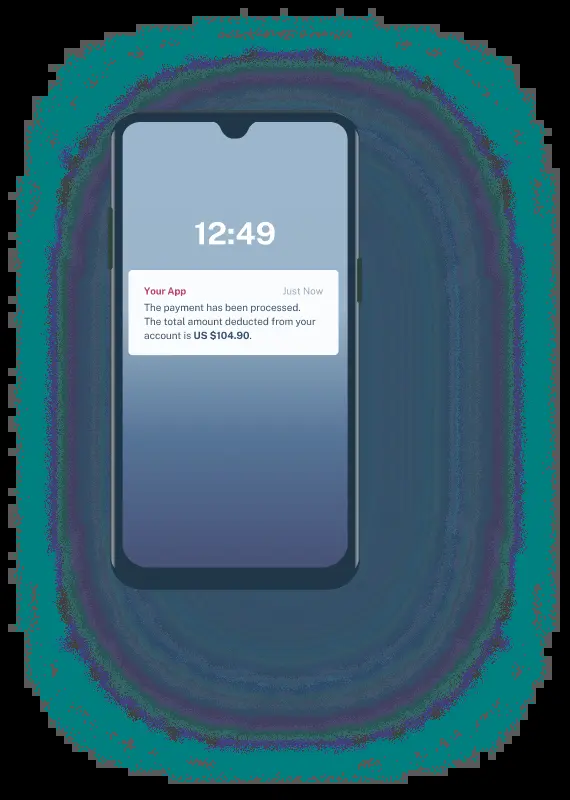 12:49
Your App Just Now
The payment has been processed.
The total amount deducted from your
account is US $104.90.